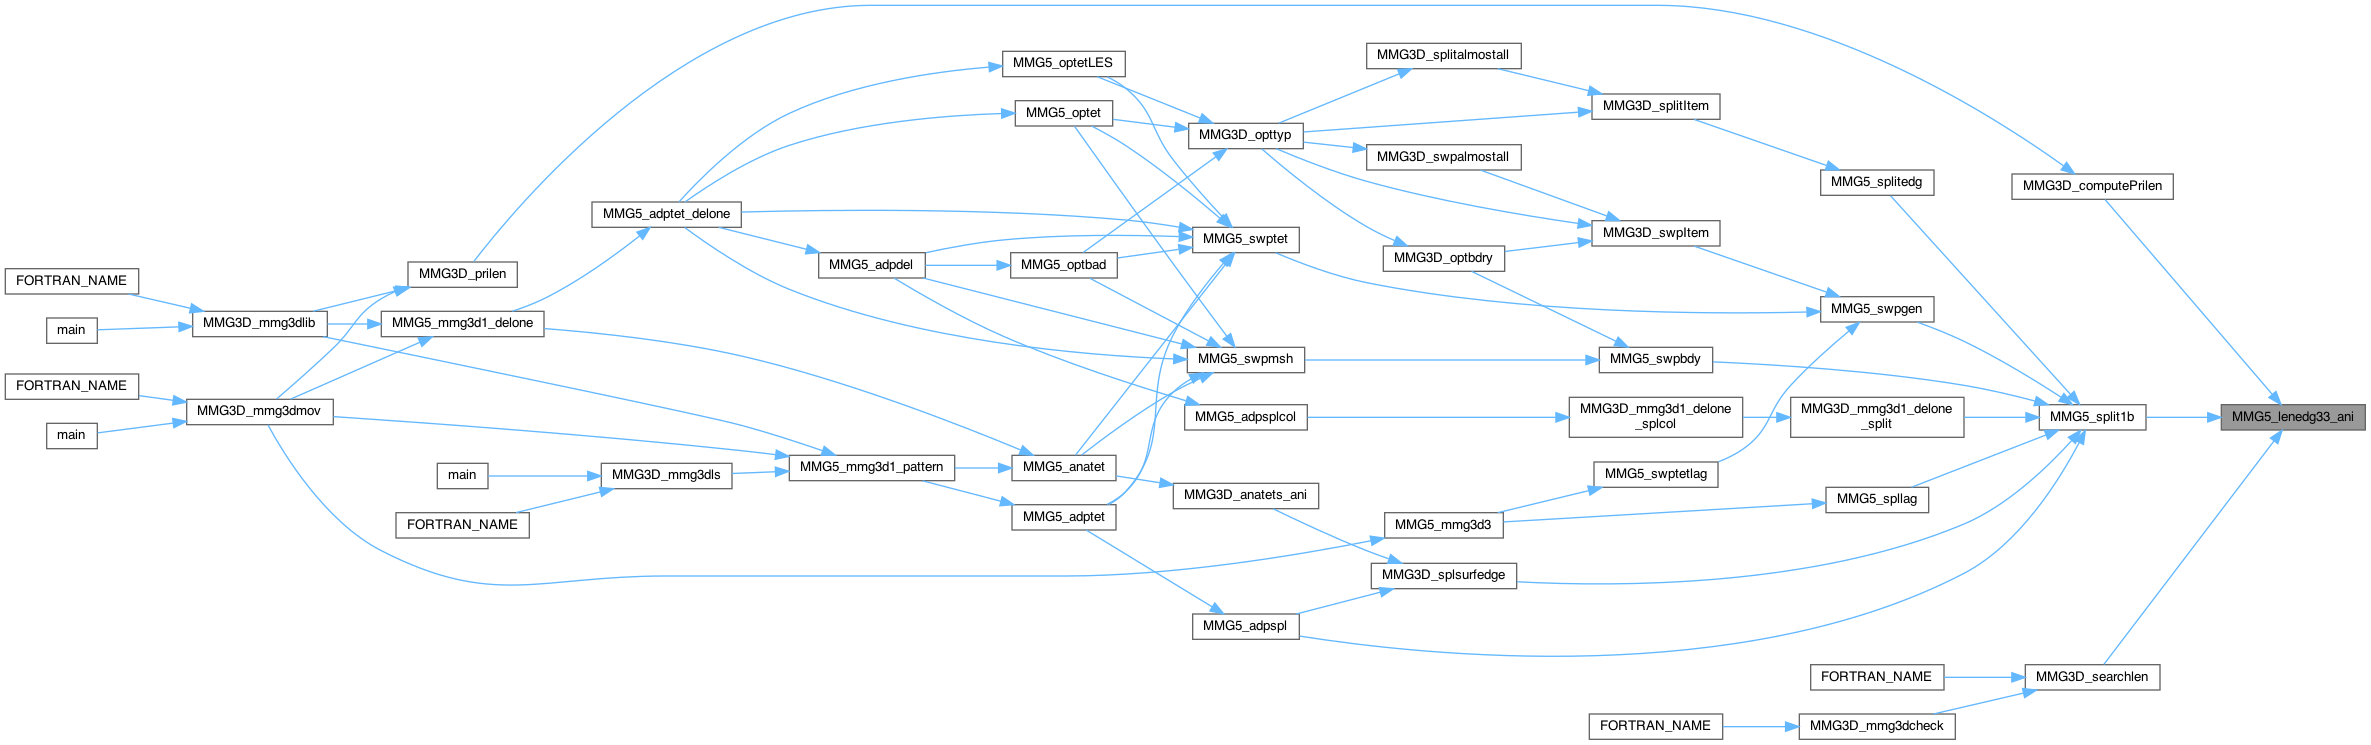 MMG5_optetLES
MMG3D_splitalmostall
MMG5_optet
MMG3D_splitItem
MMG3D_opttyp
MMG3D_swpalmostall
MMG5_splitedg
MMG3D_computePrilen
MMG5_adptet_delone
MMG5_swptet
MMG3D_swpItem
MMG3D_optbdry
MMG3D_prilen
MMG5_adpdel
MMG5_optbad
FORTRAN_NAME
MMG5_swpgen
main
MMG3D_mmg3dlib
MMG5_mmg3d1_delone
MMG5_swpmsh
MMG5_swpbdy
FORTRAN_NAME
MMG3D_mmg3dmov
MMG5_adpsplcol
MMG3D_mmg3d1_delone
_splcol
MMG3D_mmg3d1_delone
_split
MMG5_split1b
MMG5_lenedg33_ani
main
main
MMG3D_mmg3dls
MMG5_mmg3d1_pattern
MMG5_anatet
MMG5_swptetlag
MMG3D_anatets_ani
MMG5_spllag
FORTRAN_NAME
MMG5_adptet
MMG5_mmg3d3
MMG3D_splsurfedge
MMG5_adpspl
FORTRAN_NAME
MMG3D_searchlen
FORTRAN_NAME
MMG3D_mmg3dcheck